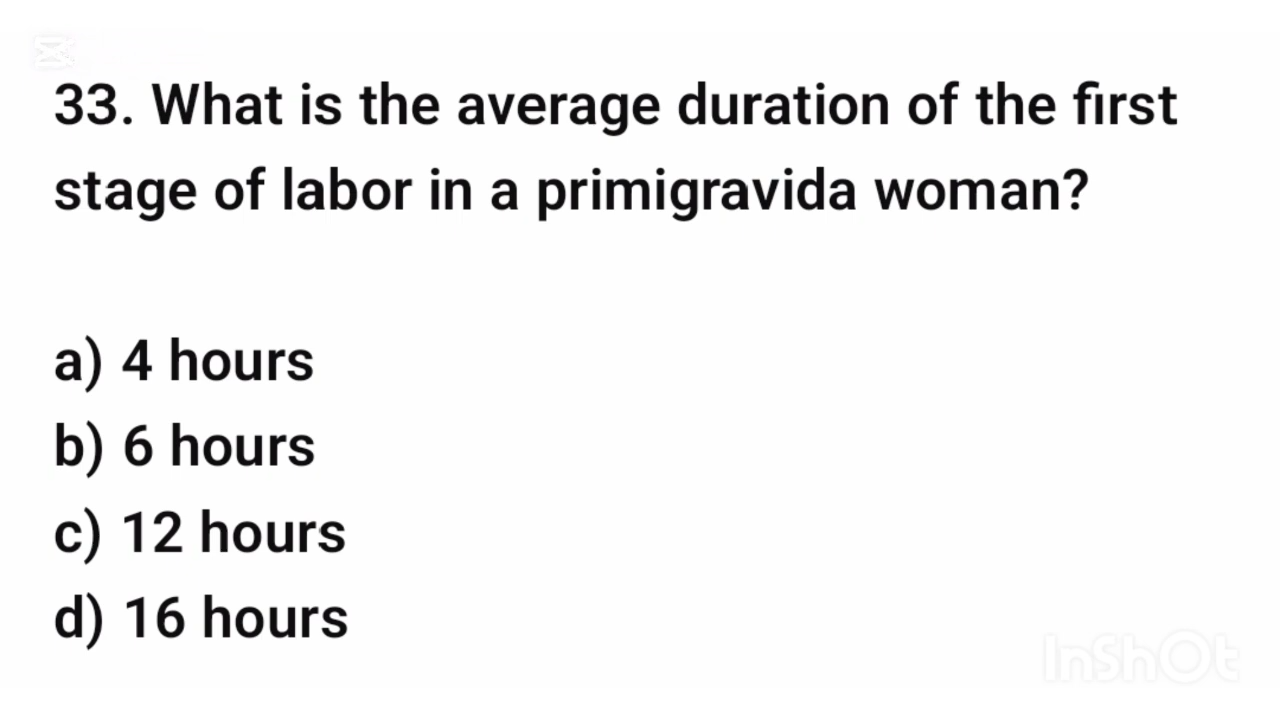 33. What is the average duration of the first
stage of labor in a primigravida woman?
a) 4 hours
b) 6 hours
c) 12 hours
d) 16 hours
InShOt